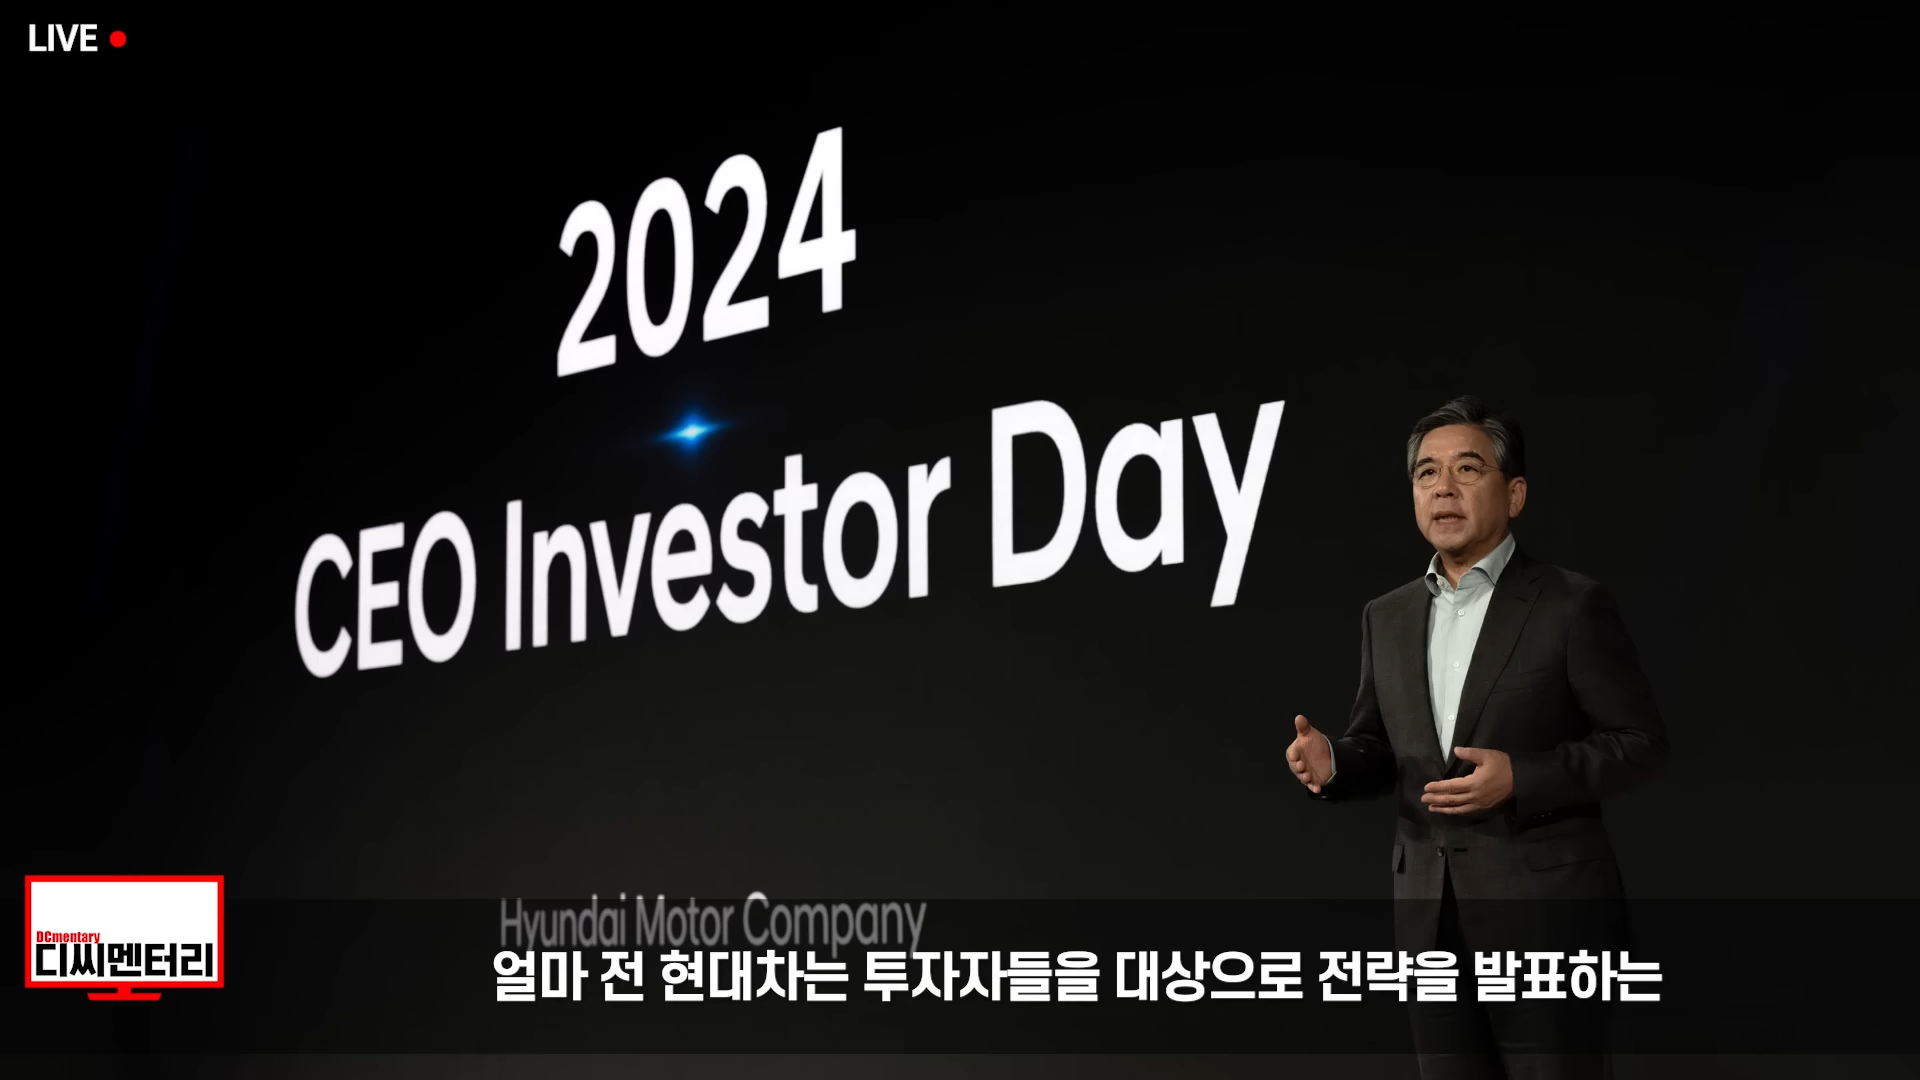 LIVE
2024
CEO Investor Day
Hyundai Motor Company
DCmentary
디씨멘터리
얼마 전 현대차는 투자자들을 대상으로 전략을 발표하는